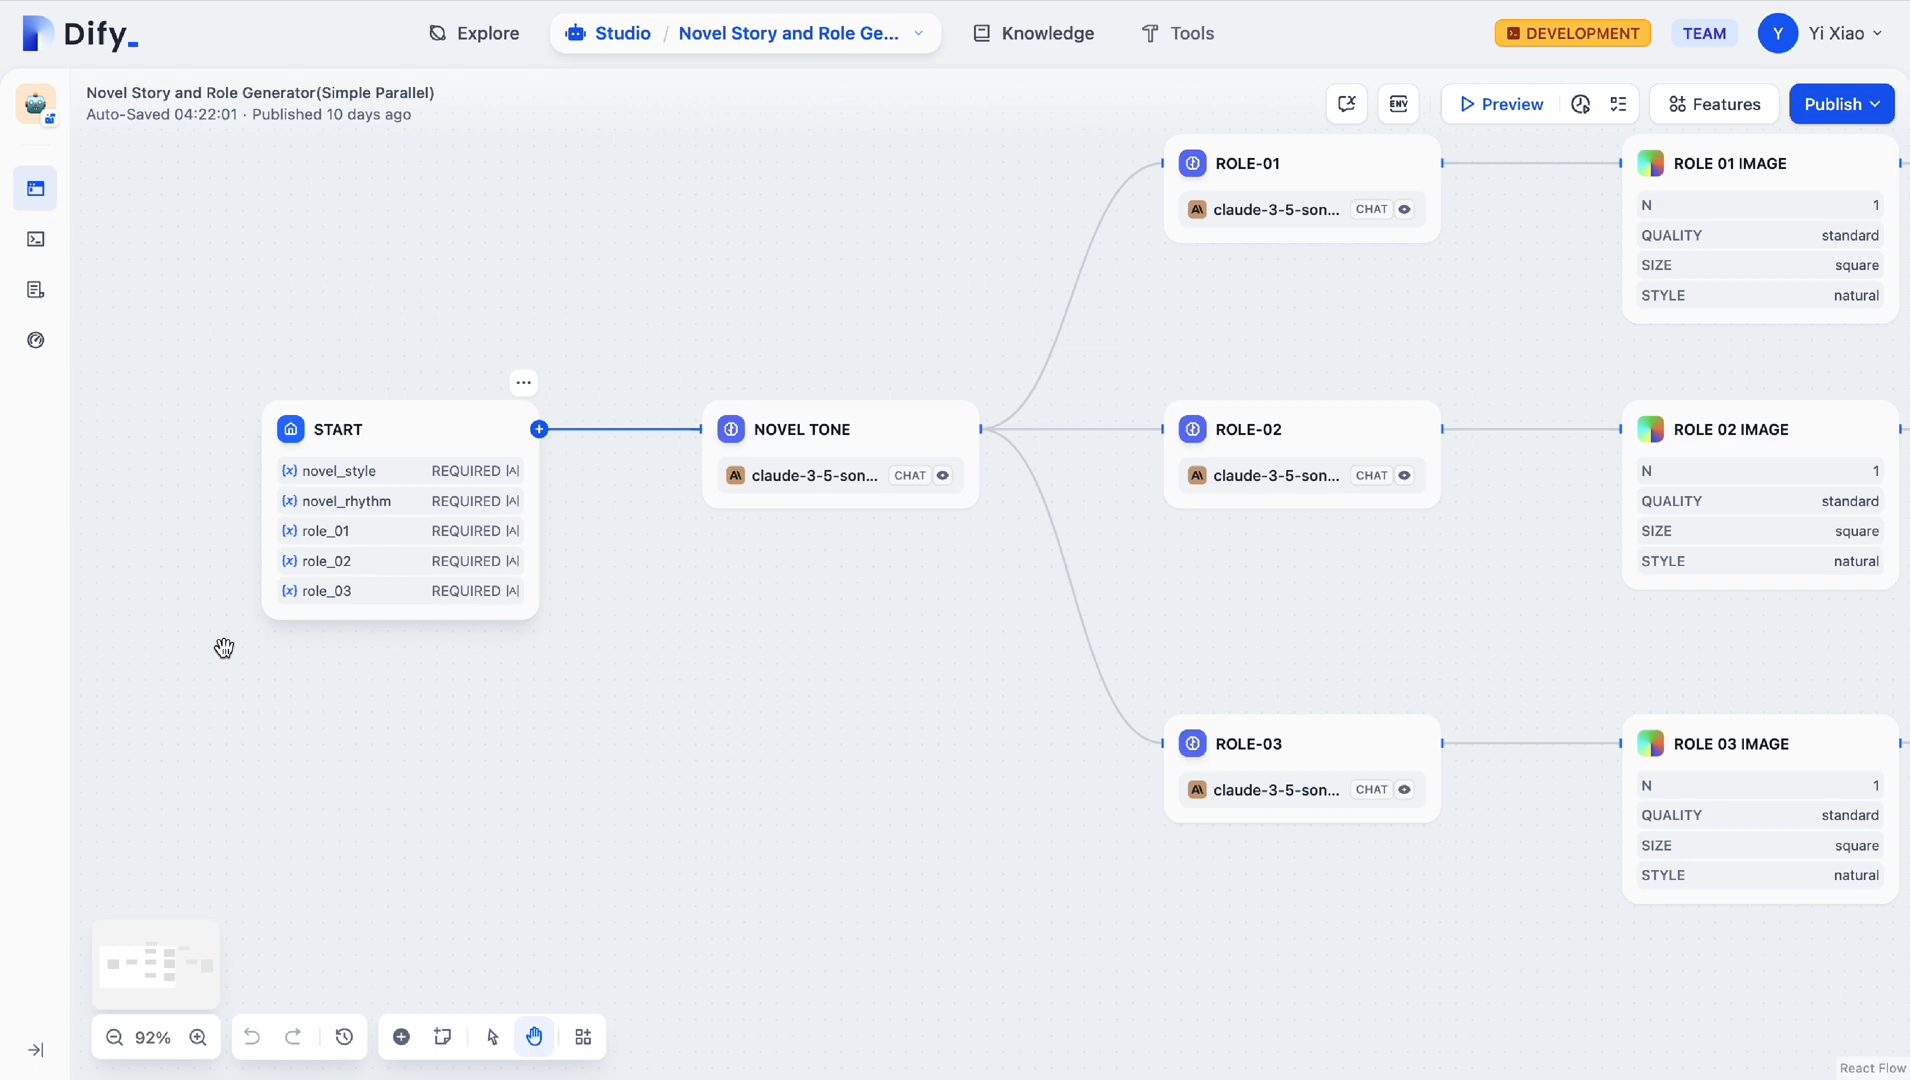 Dify_
Explore
Studio / Novel Story and Role Ge...
Knowledge
Tools
DEVELOPMENT
TEAM
Y
Yi Xiao
Novel Story and Role Generator(Simple Parallel)
Auto-Saved 04:22:01 · Published 10 days ago
ENV
Preview
Features
Publish
START
{x} novel_style REQUIRED
{x} novel_rhythm REQUIRED
{x} role_01 REQUIRED
{x} role_02 REQUIRED
{x} role_03 REQUIRED
NOVEL TONE
claude-3-5-son... CHAT
ROLE-01
claude-3-5-son... CHAT
ROLE 01 IMAGE
N 1
QUALITY standard
SIZE square
STYLE natural
ROLE-02
claude-3-5-son... CHAT
ROLE 02 IMAGE
N 1
QUALITY standard
SIZE square
STYLE natural
ROLE-03
claude-3-5-son... CHAT
ROLE 03 IMAGE
N 1
QUALITY standard
SIZE square
STYLE natural
92%
React Flow